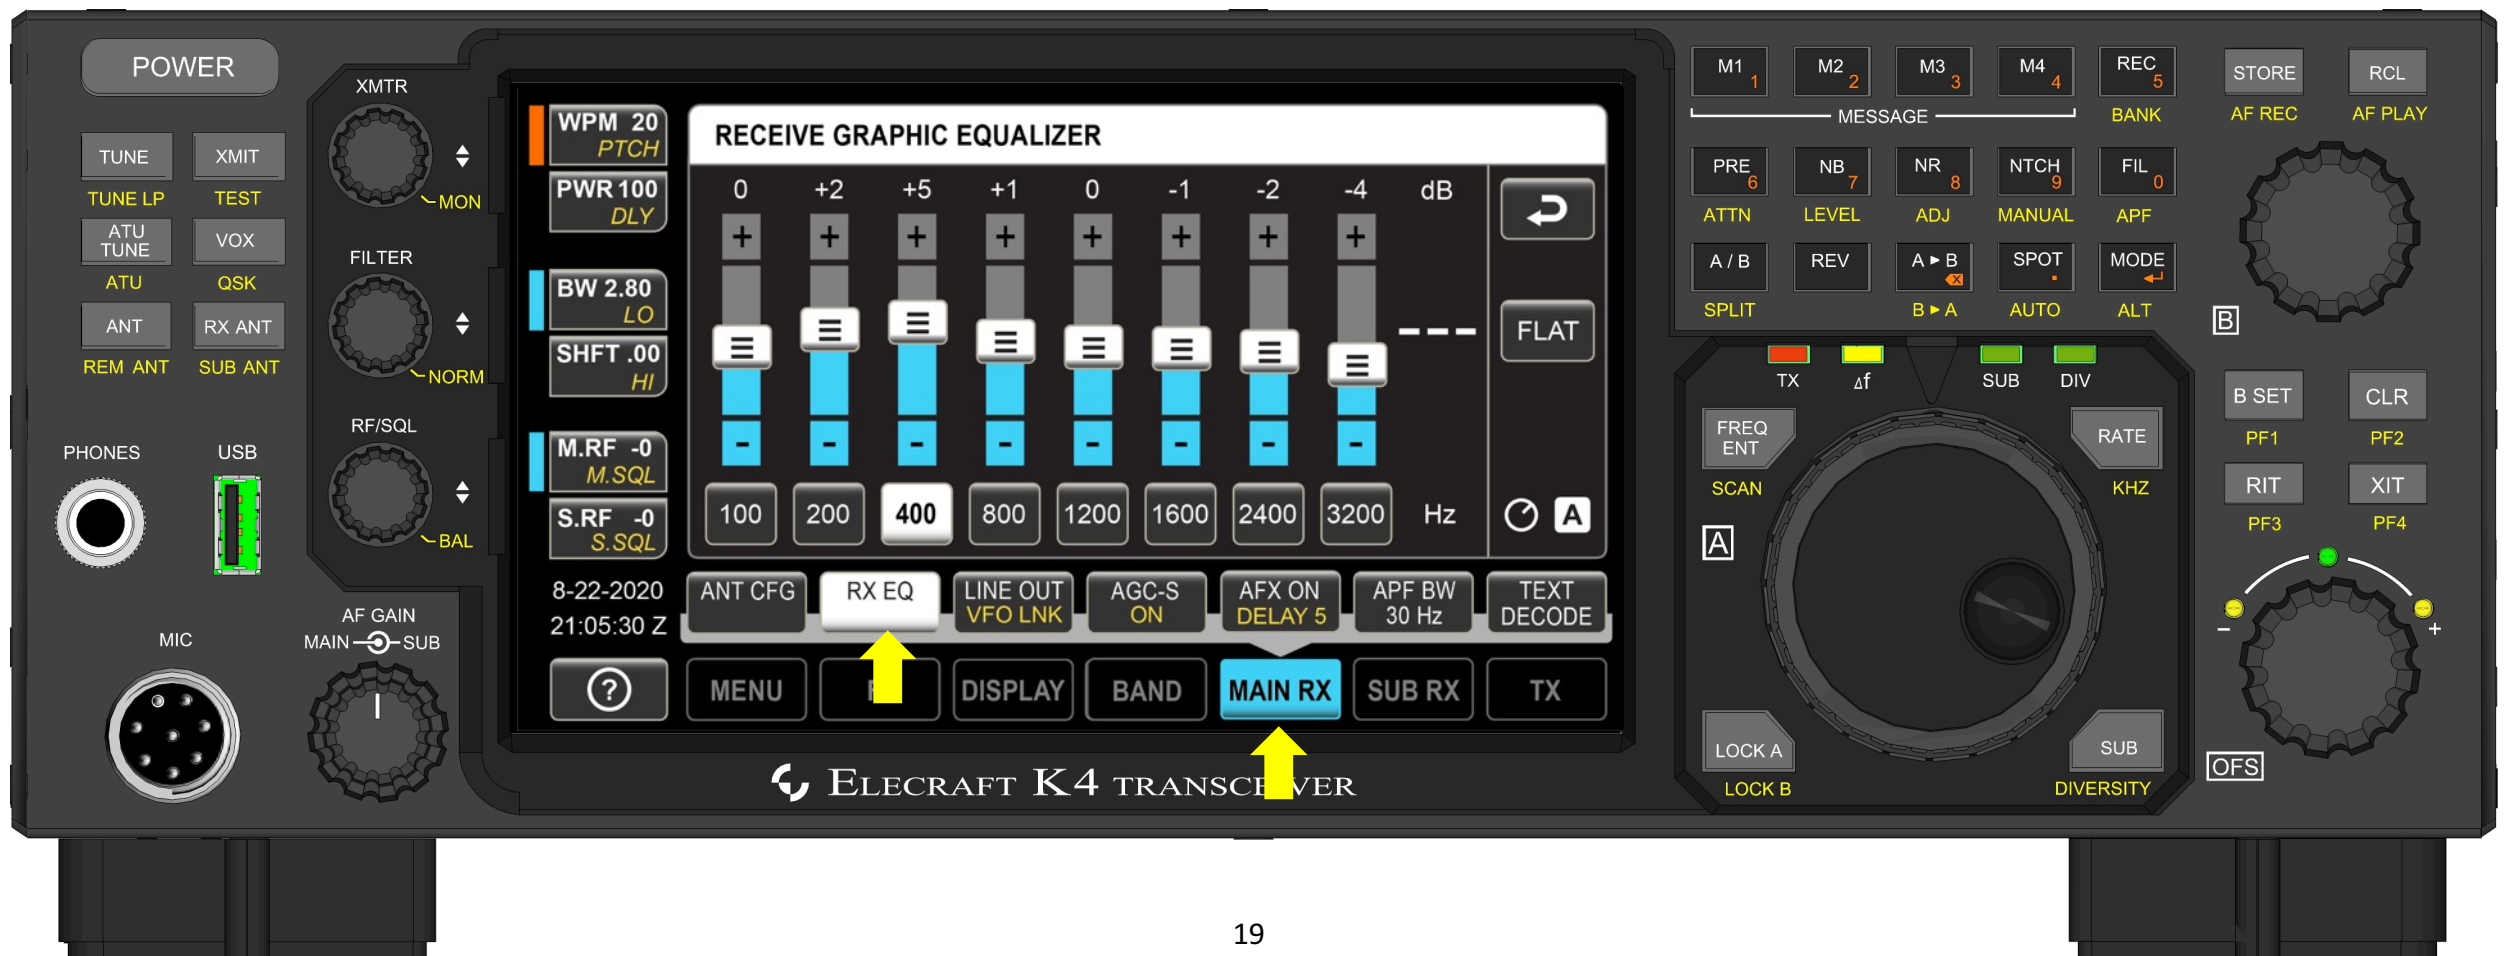 POWER
TUNE XMIT
TUNE LP TEST
ATU TUNE VOX
ATU QSK
ANT RX ANT
REM ANT SUB ANT
PHONES USB
MIC
XMTR
MON
FILTER
NORM
RF/SQL
BAL
AF GAIN
MAIN SUB
WPM 20
PTCH
PWR 100
DLY
BW 2.80
LO
SHFT .00
HI
M.RF -0
M.SQL
S.RF -0
S.SQL
8-22-2020
21:05:30 Z
?
RECEIVE GRAPHIC EQUALIZER
0 +2 +5 +1 0 -1 -2 -4 dB
+ + + + + + + +
FLAT
- - - - - - - -
100 200 400 800 1200 1600 2400 3200 Hz
A
ANT CFG RX EQ LINE OUT AGC-S AFX ON APF BW TEXT
VFO LNK ON DELAY 5 30 Hz DECODE
MENU DISPLAY BAND MAIN RX SUB RX TX
ELECRAFT K4 TRANSCEIVER
M1 1 M2 2 M3 3 M4 4 REC 5
MESSAGE BANK
PRE 6 NB 7 NR 8 NTCH 9 FIL 0
ATTN LEVEL ADJ MANUAL APF
A / B REV A ► B SPOT . MODE
SPLIT B ► A AUTO ALT
TX Δf SUB DIV
FREQ ENT RATE
SCAN KHZ
A
LOCK A SUB
LOCK B DIVERSITY
STORE RCL
AF REC AF PLAY
B
B SET CLR
PF1 PF2
RIT XIT
PF3 PF4
- +
OFS
19